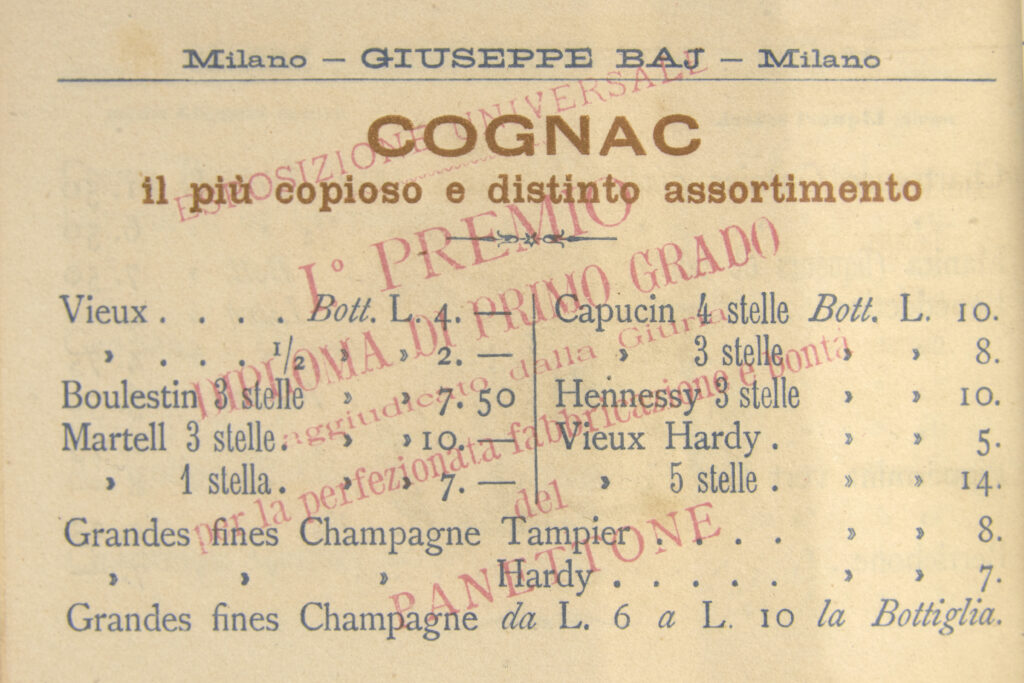 Milano — GIUSEPPE BAJ — Milano
COGNAC
il più copioso e distinto assortimento
Vieux . . . . Bott. L. 4. —
» . . . 1/2 » » 2. —
Boulestin 3 stelle » » 7. 50
Martell 3 stelle . » » 10. —
» 1 stella . » » 7. —
Capucin 4 stelle Bott. L. 10.
» 3 stelle » » 8.
Hennessy 3 stelle » » 10.
Vieux Hardy . » » 5.
» 5 stelle . » » 14.
Grandes fines Champagne Tampier . . . . » » 8.
» » » Hardy . . . . . » » 7.
Grandes fines Champagne da L. 6 a L. 10 la Bottiglia.
ESPOSIZIONE UNIVERSALE
I.° PREMIO
DIPLOMA DI PRIMO GRADO
aggiudicato dalla Giuria
per la perfezionata fabbricazione e bontà
del
PANETTONE